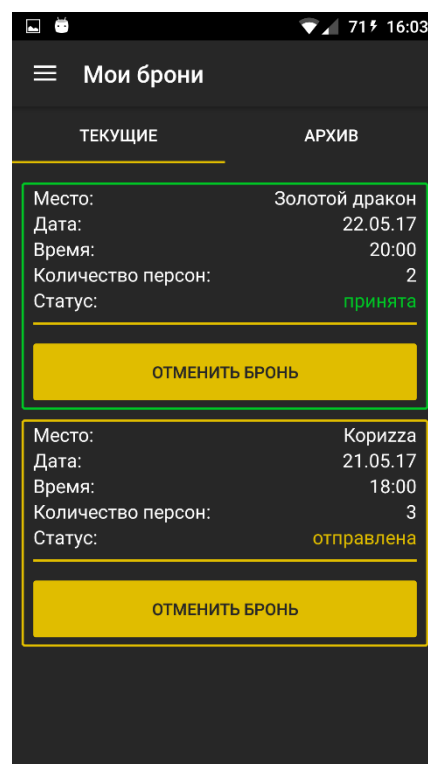 71 16:03
Мои брони
ТЕКУЩИЕ АРХИВ
Место: Золотой дракон
Дата: 22.05.17
Время: 20:00
Количество персон: 2
Статус: принята
ОТМЕНИТЬ БРОНЬ
Место: Кориzzа
Дата: 21.05.17
Время: 18:00
Количество персон: 3
Статус: отправлена
ОТМЕНИТЬ БРОНЬ